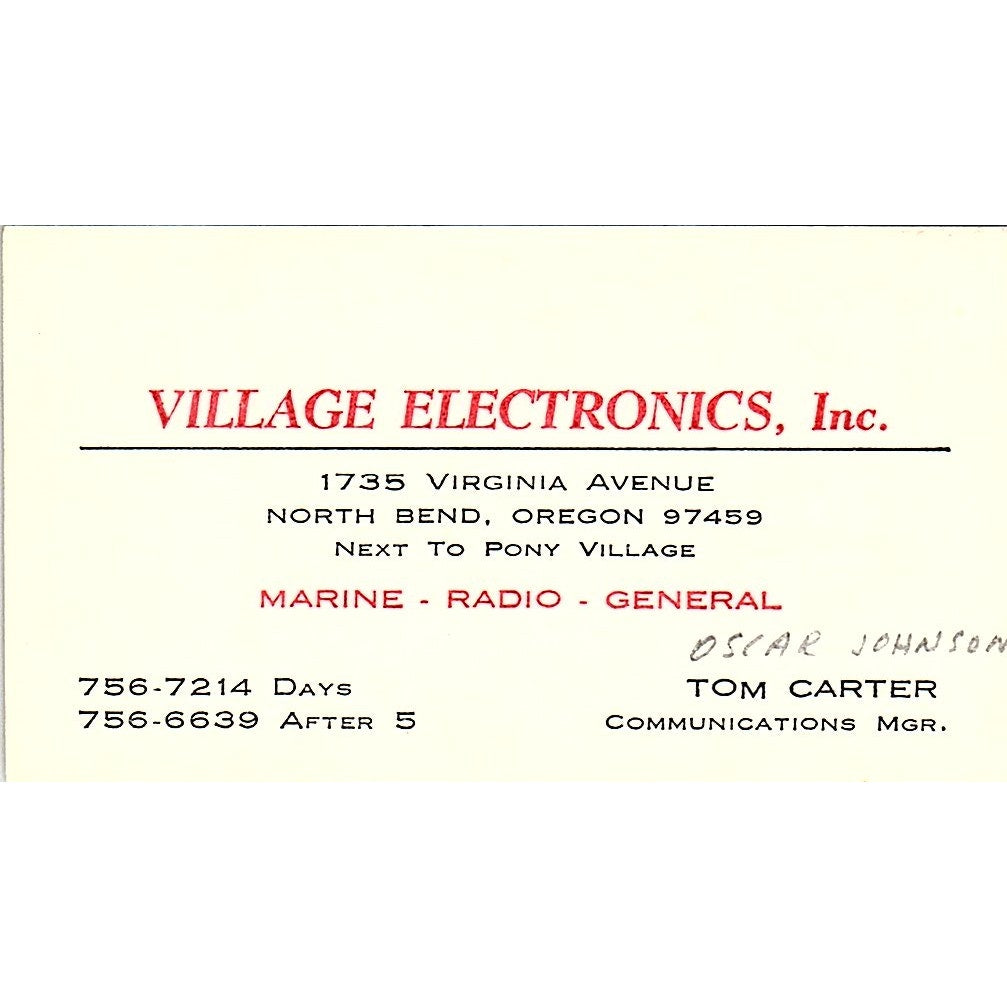 VILLAGE ELECTRONICS, Inc.
1735 VIRGINIA AVENUE
NORTH BEND, OREGON 97459
NEXT TO PONY VILLAGE
MARINE - RADIO - GENERAL
OSCAR JOHNSON
756-7214 DAYS
756-6639 AFTER 5
TOM CARTER
COMMUNICATIONS MGR.